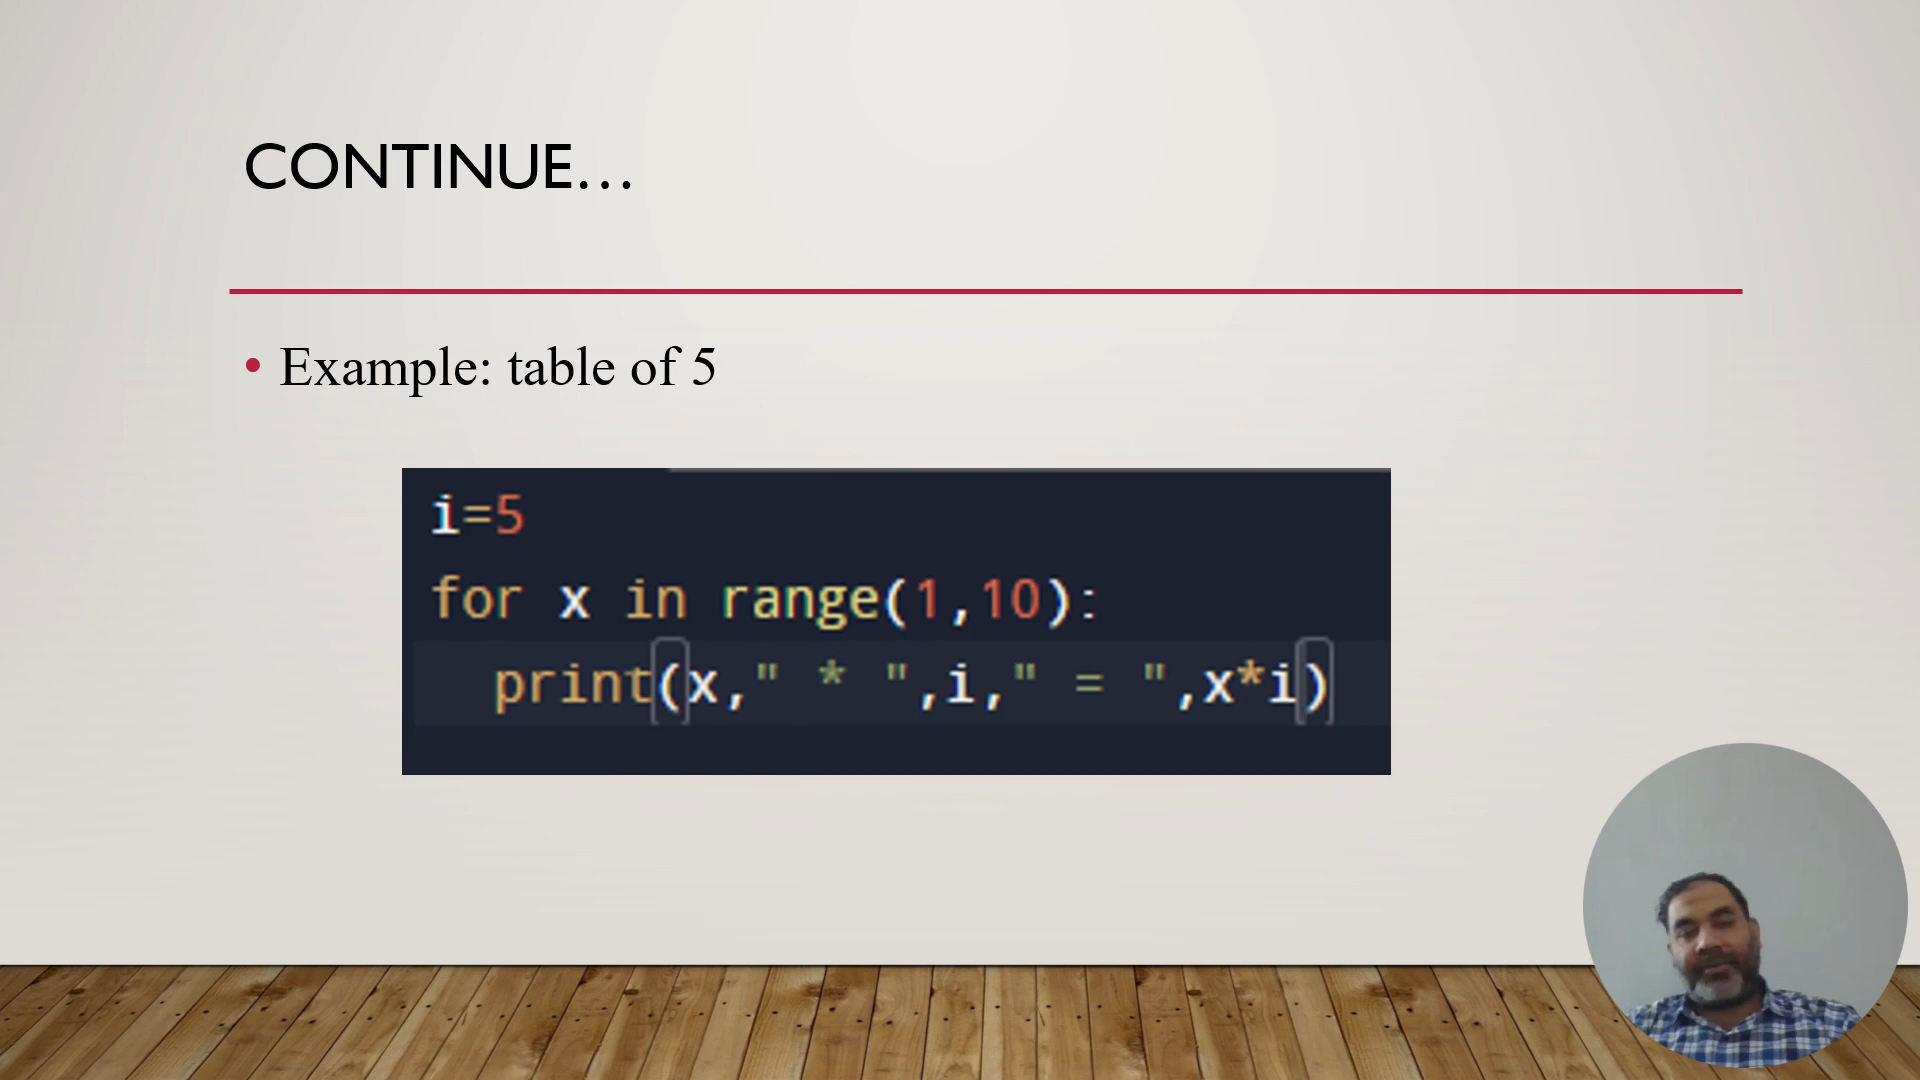 CONTINUE…
• Example: table of 5
i=5
for x in range(1,10):
print(x," * ",i," = ",x*i)